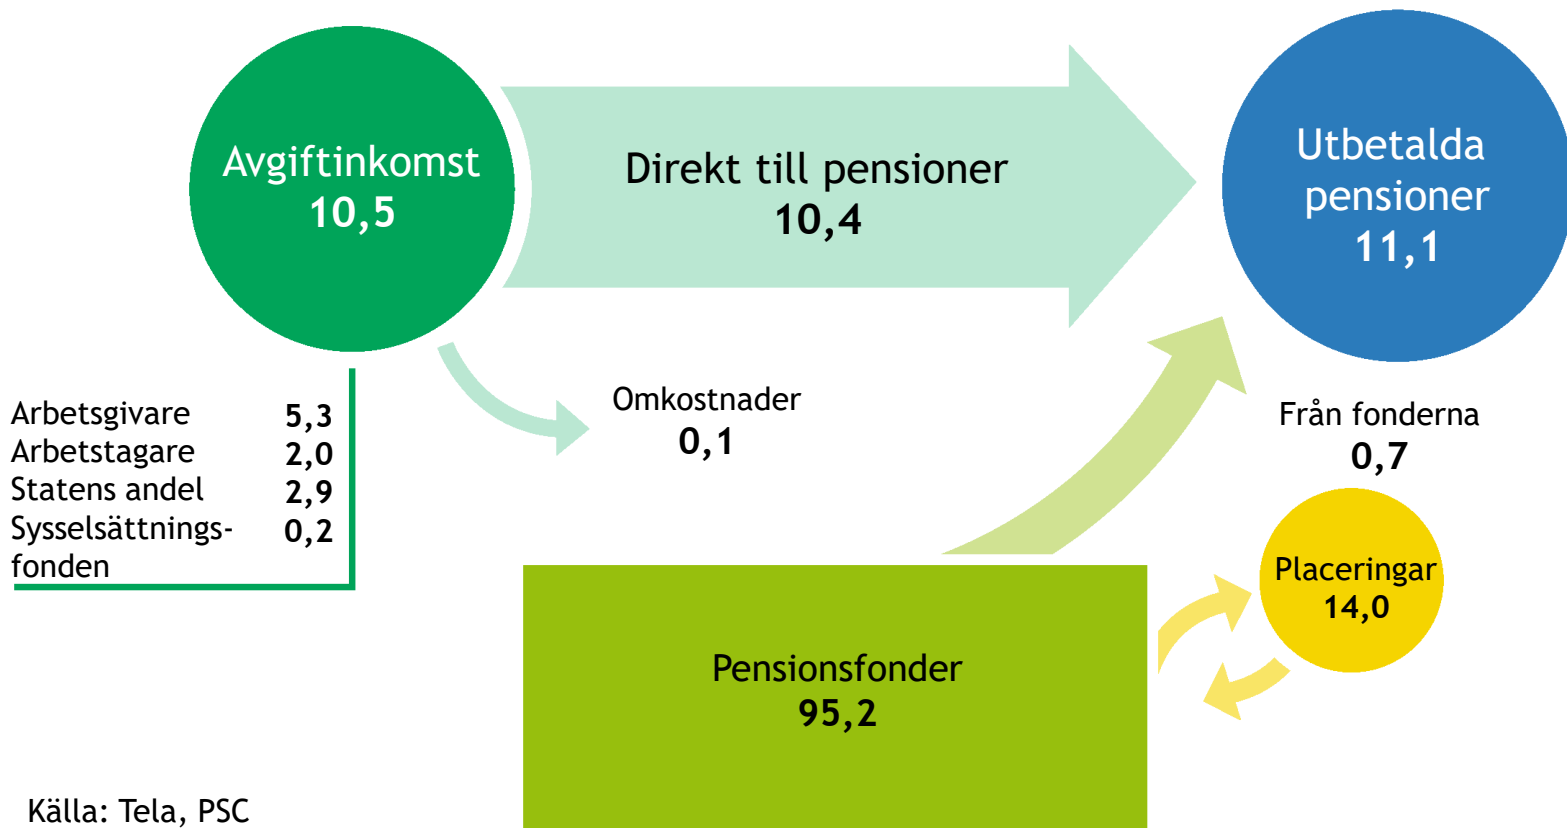 Avgiftinkomst
10,5
Direkt till pensioner
10,4
Utbetalda
pensioner
11,1
Arbetsgivare 5,3
Arbetstagare 2,0
Statens andel 2,9
Sysselsättnings- 0,2
fonden
Omkostnader
0,1
Från fonderna
0,7
Placeringar
14,0
Pensionsfonder
95,2
Källa: Tela, PSC